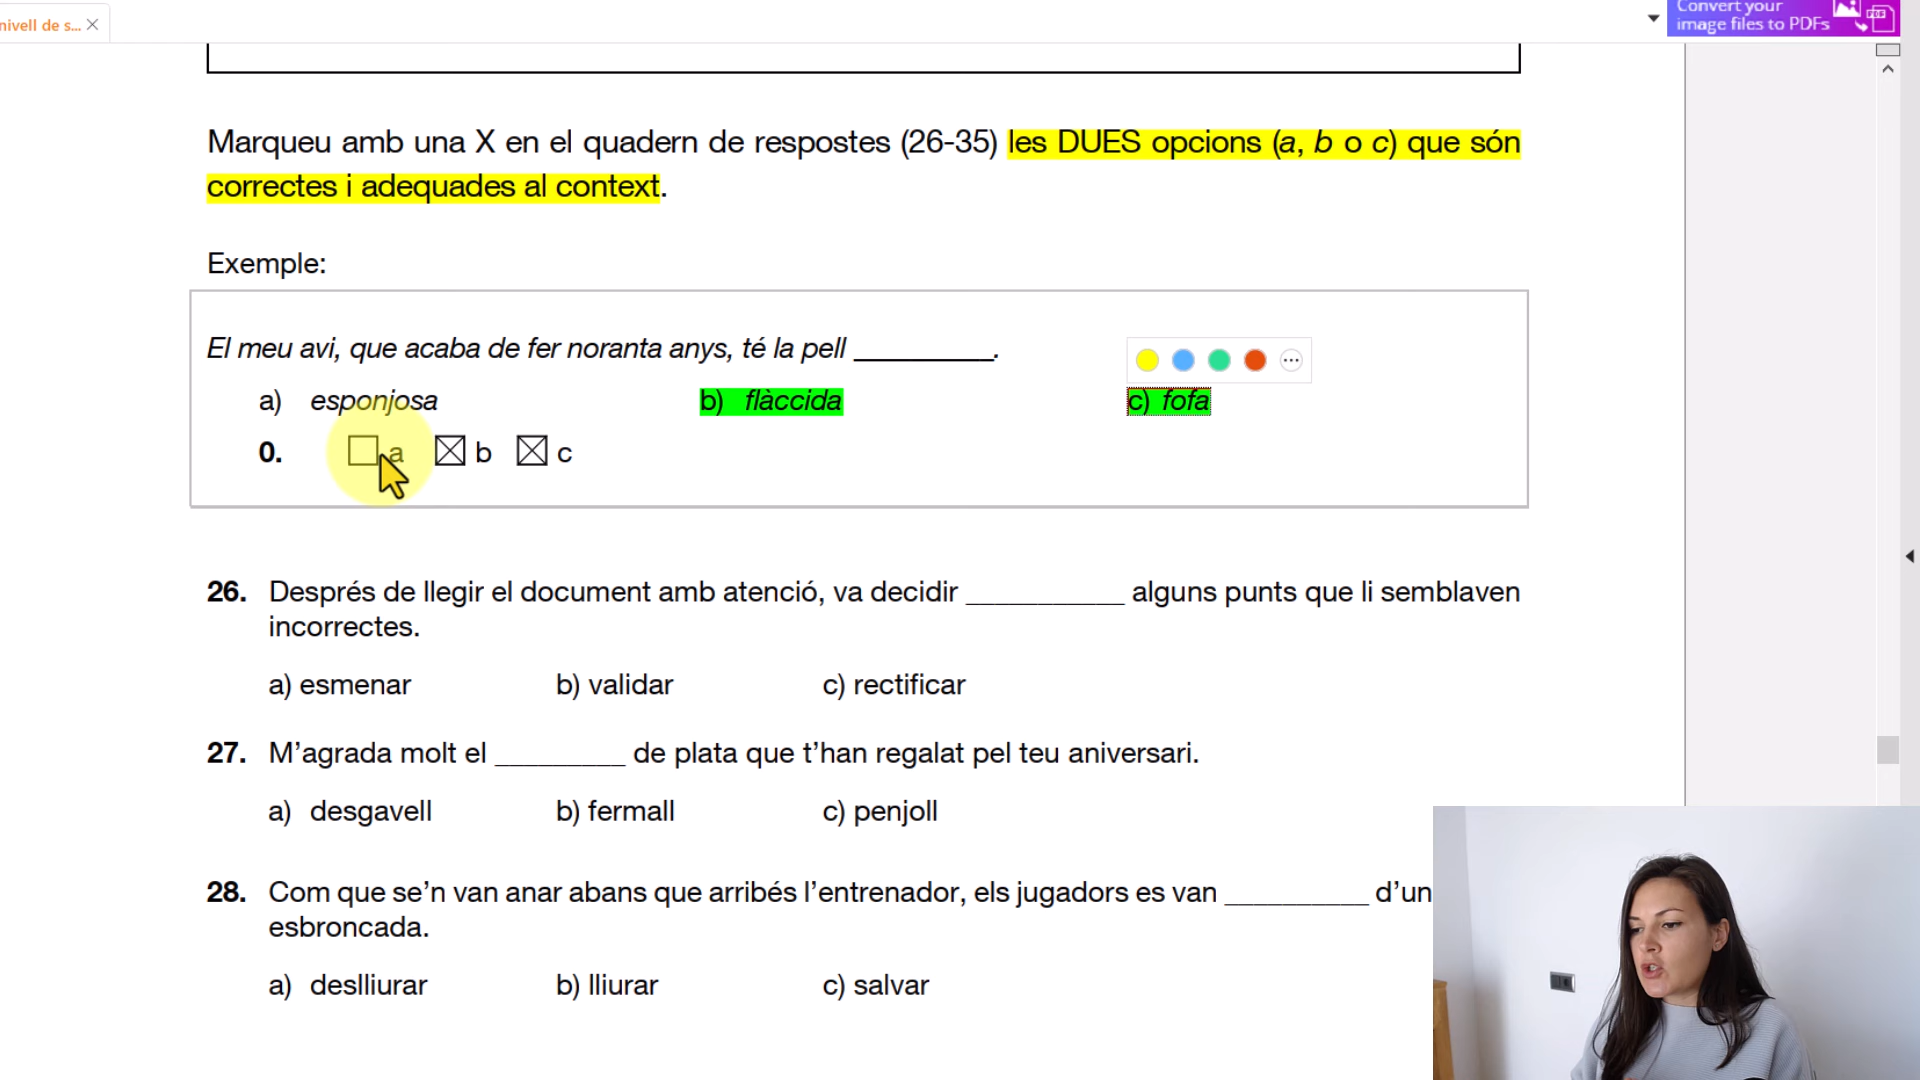 nivell de s...
Convert your
image files to PDFs
PDF
Marqueu amb una X en el quadern de respostes (26-35) les DUES opcions (a, b o c) que són
correctes i adequades al context.
Exemple:
El meu avi, que acaba de fer noranta anys, té la pell __________.
a) esponjosa b) flàccida c) fofa
0. a b c
26. Després de llegir el document amb atenció, va decidir ___________ alguns punts que li semblaven
incorrectes.
a) esmenar b) validar c) rectificar
27. M’agrada molt el _________ de plata que t’han regalat pel teu aniversari.
a) desgavell b) fermall c) penjoll
28. Com que se’n van anar abans que arribés l’entrenador, els jugadors es van __________ d’un
esbroncada.
a) deslliurar b) lliurar c) salvar